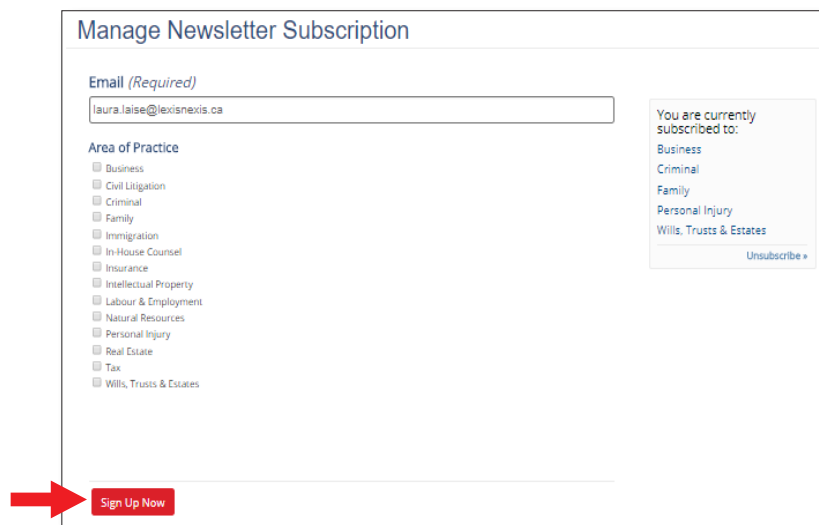 Manage Newsletter Subscription
Email (Required)
laura.laise@lexisnexis.ca
Area of Practice
Business
Civil Litigation
Criminal
Family
Immigration
In-House Counsel
Insurance
Intellectual Property
Labour & Employment
Natural Resources
Personal Injury
Real Estate
Tax
Wills, Trusts & Estates
Sign Up Now
You are currently
subscribed to:
Business
Criminal
Family
Personal Injury
Wills, Trusts & Estates
Unsubscribe »